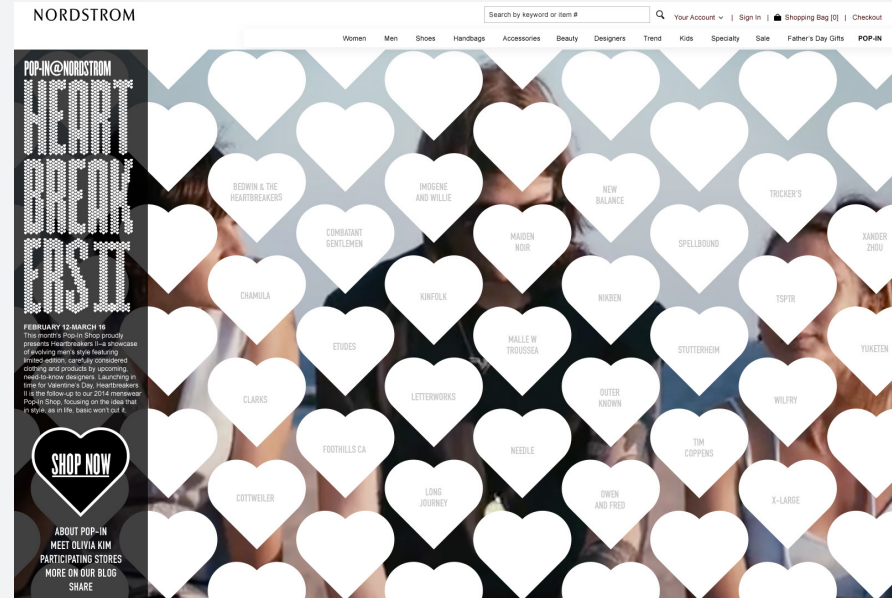 NORDSTROM
Search by keyword or item #
Your Account | Sign In | Shopping Bag [0] | Checkout
Women Men Shoes Handbags Accessories Beauty Designers Trend Kids Specialty Sale Father's Day Gifts POP-IN
POP-IN@NORDSTROM
HEART
BREAK
ERS II
FEBRUARY 12-MARCH 16
This month's Pop-In Shop proudly
presents Heartbreakers II–a showcase
of evolving men's style featuring
limited edition, carefully considered
clothing and products by upcoming,
need-to-know designers. Launching in
time for Valentine's Day, Heartbreakers
II is the follow-up to our 2014 menswear
Pop-In Shop, focusing on the idea that
in style, as in life, basic won't cut it.
SHOP NOW
ABOUT POP-IN
MEET OLIVIA KIM
PARTICIPATING STORES
MORE ON OUR BLOG
SHARE
BEDWIN & THE
HEARTBREAKERS
IMOGENE
AND WILLIE
NEW
BALANCE
TRICKER'S
COMBATANT
GENTLEMEN
MAIDEN
NOIR
SPELLBOUND
XANDER
ZHOU
CHAMULA
KINFOLK
NIKBEN
TSPTR
ETUDES
MALLE W
TROUSSEA
STUTTERHEIM
YUKETEN
CLARKS
LETTERWORKS
OUTER
KNOWN
WILFRY
FOOTHILLS CA
NEEDLE
TIM
COPPENS
COTTWEILER
LONG
JOURNEY
OWEN
AND FRED
X-LARGE